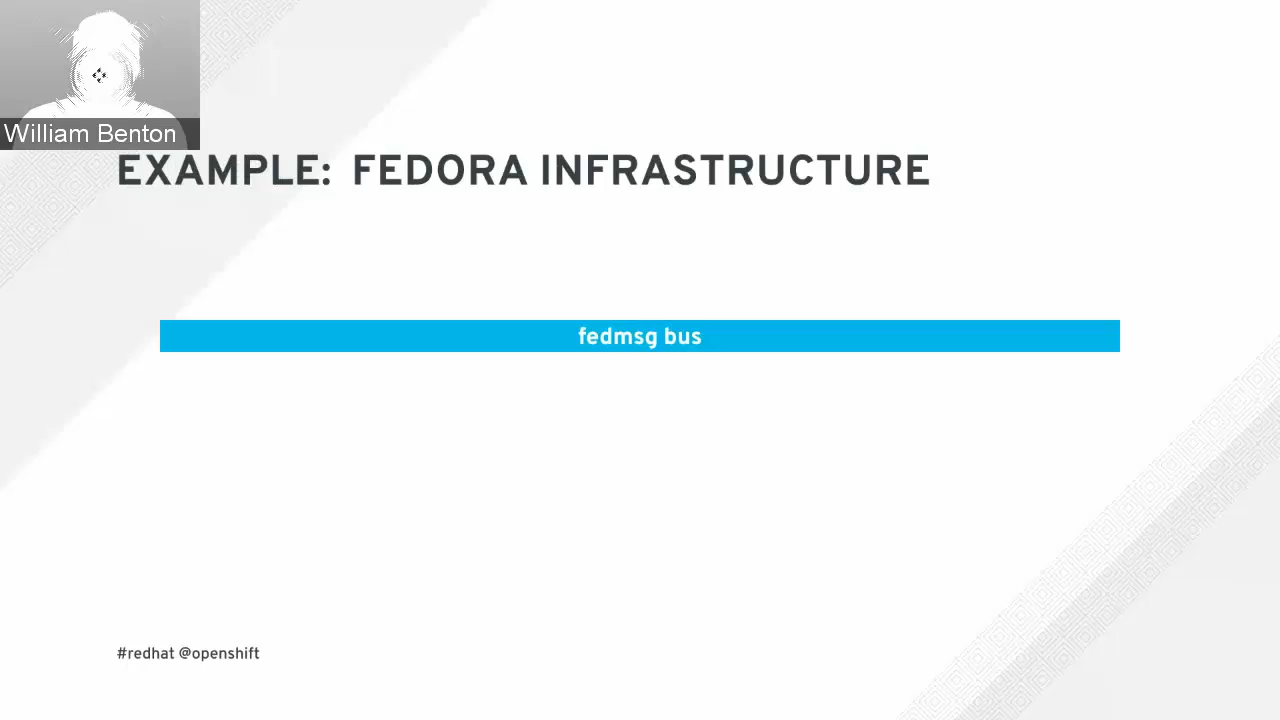 William Benton
EXAMPLE: FEDORA INFRASTRUCTURE
fedmsg bus
#redhat @openshift